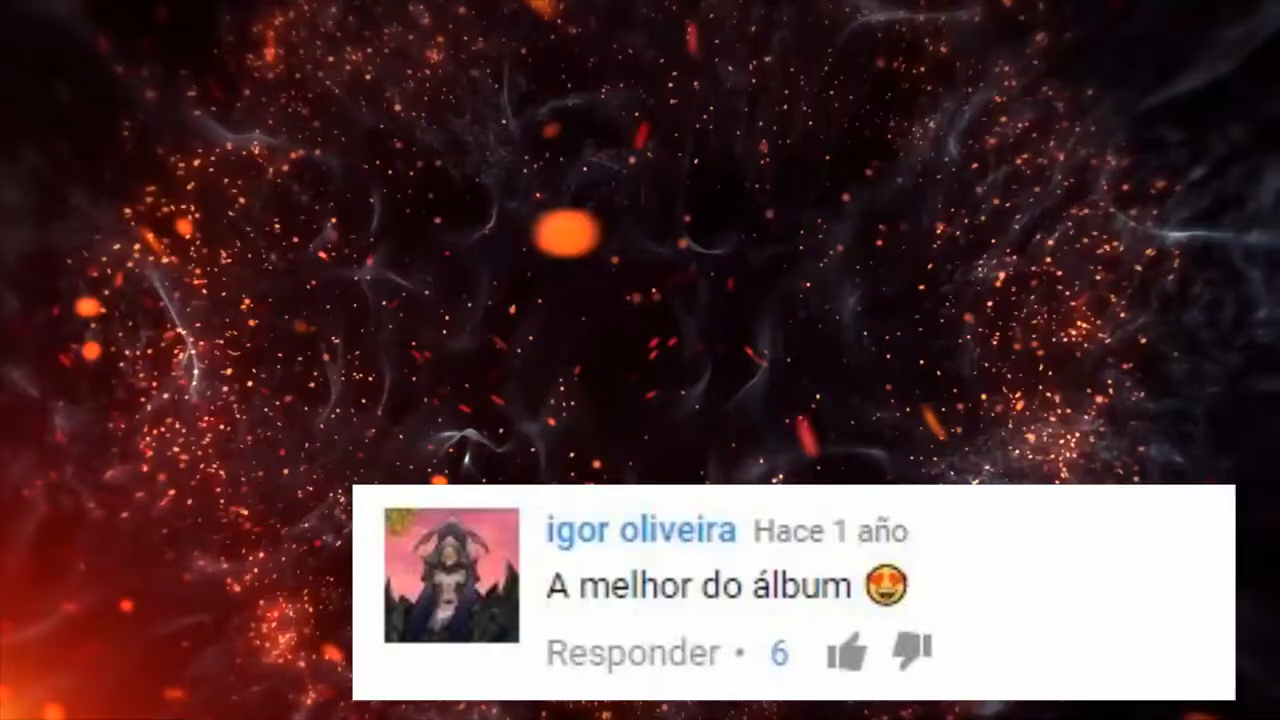 igor oliveira Hace 1 año
A melhor do álbum 😍
Responder • 6